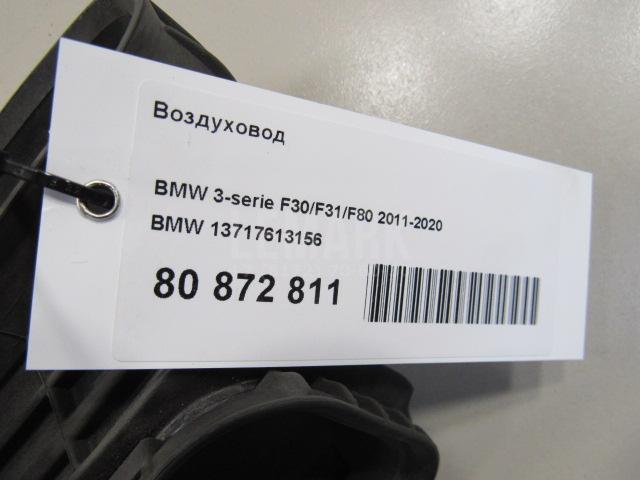 Воздуховод
BMW 3-serie F30/F31/F80 2011-2020
BMW 13717613156
80 872 811